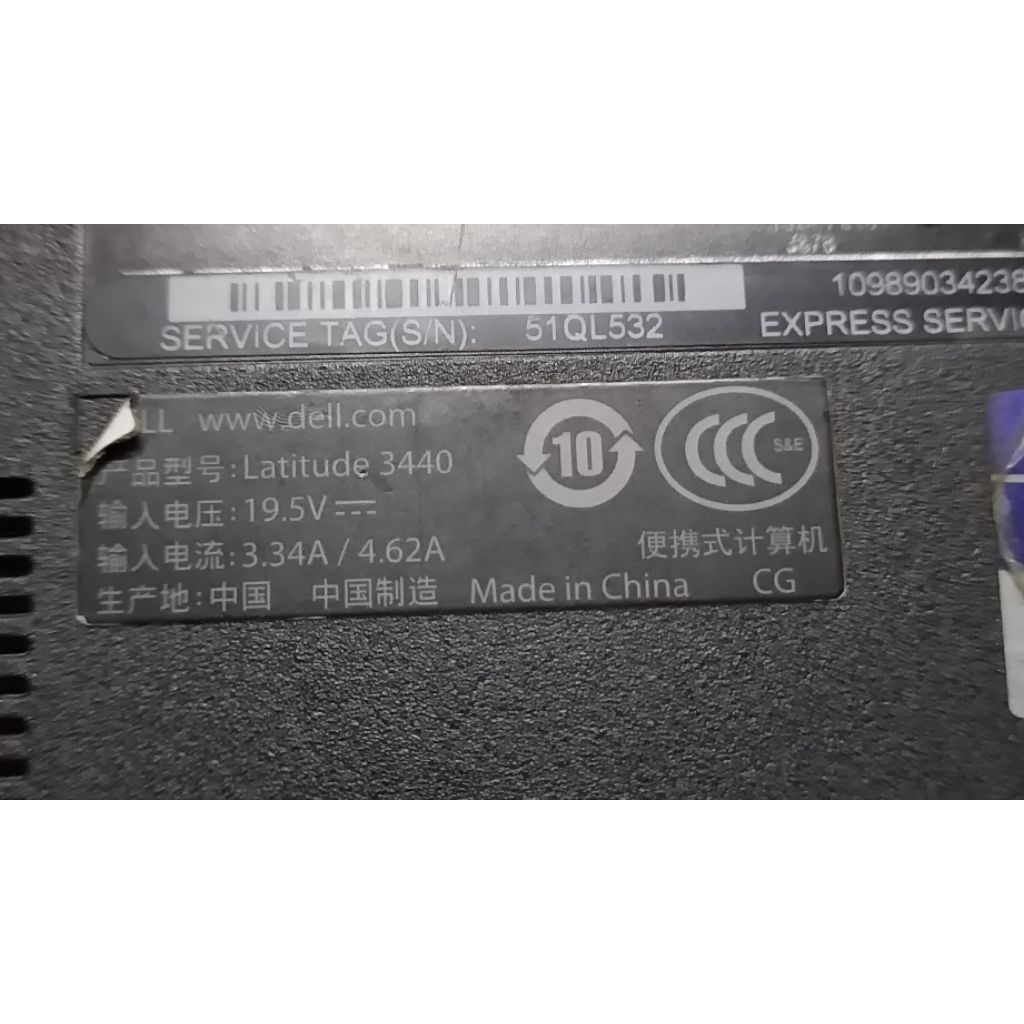 10989034238
SERVICE TAG(S/N): 51QL532
EXPRESS SERVIC
LL www.dell.com
产品型号:Latitude 3440
输入电压:19.5V
输入电流:3.34A / 4.62A
生产地:中国 中国制造 Made in China CG
10
CCC S&E
便携式计算机